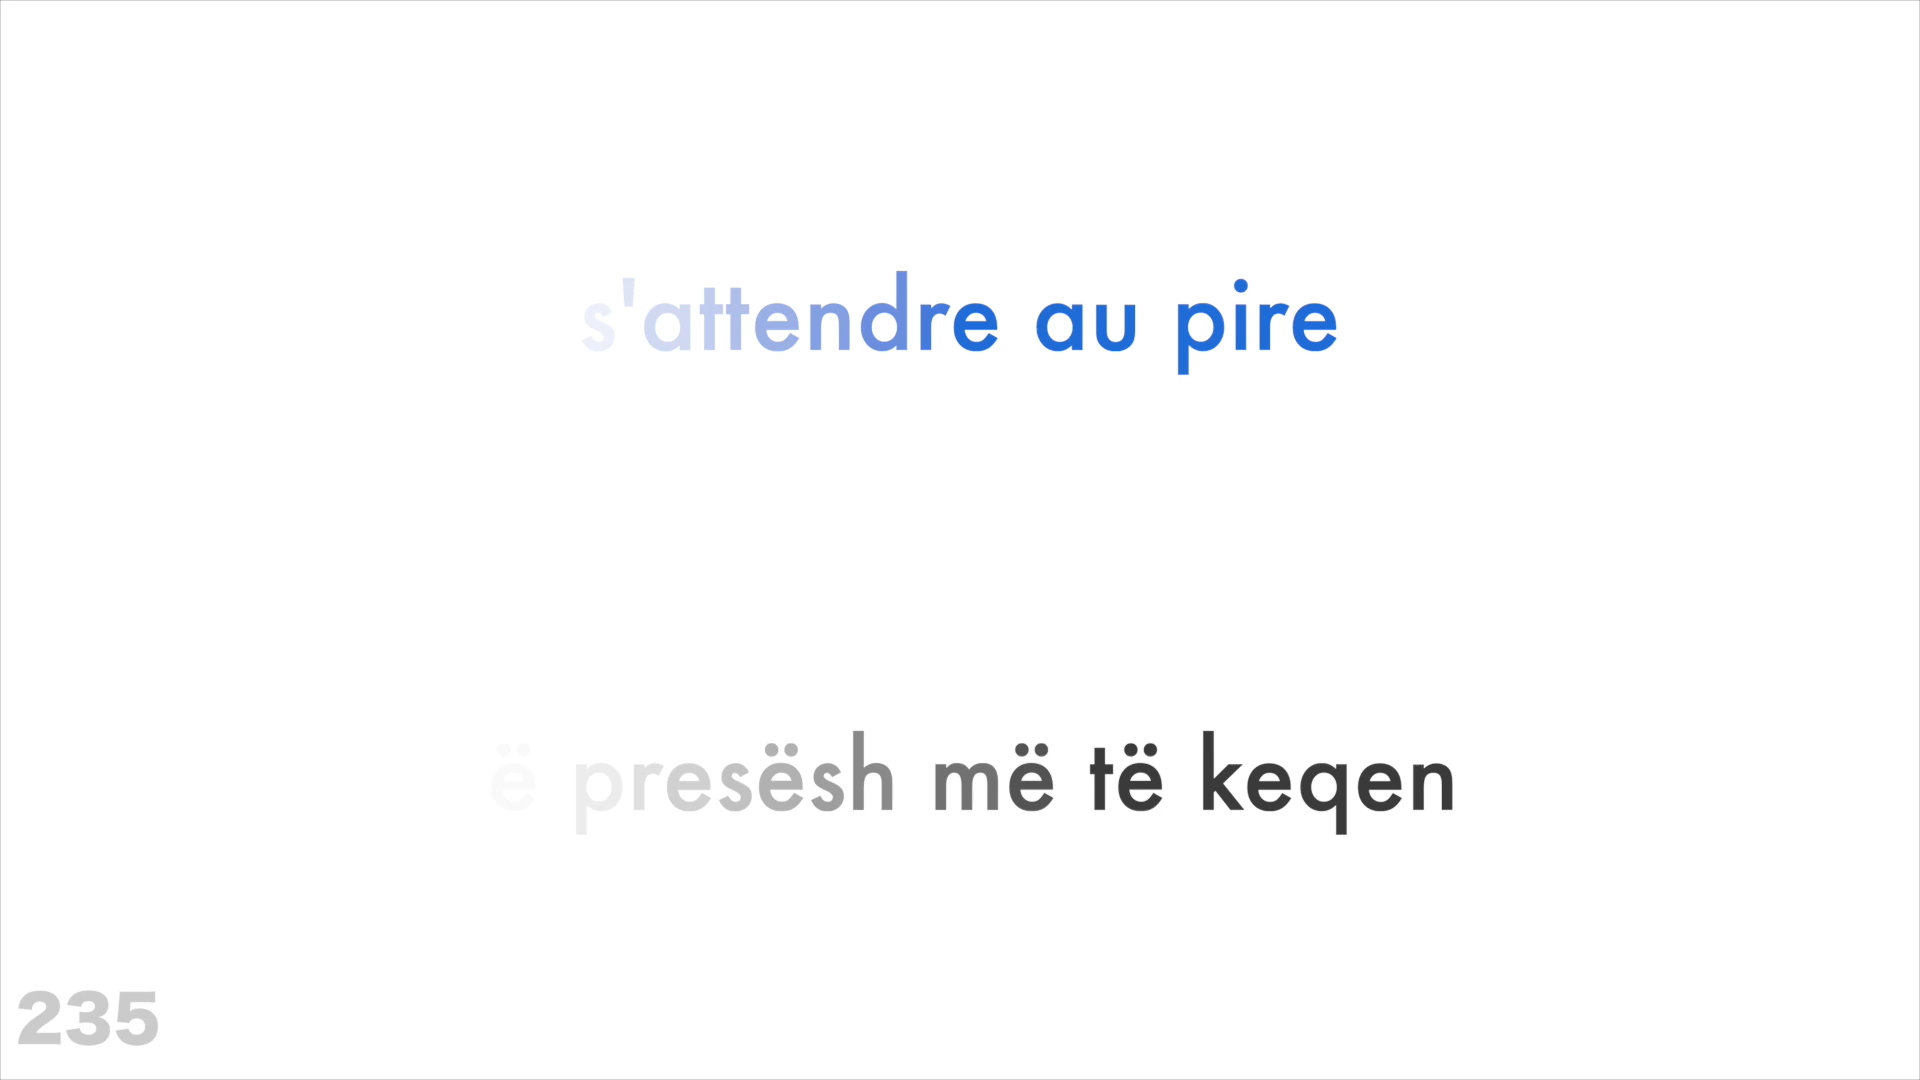 s'attendre au pire
ë presësh më të keqen
235